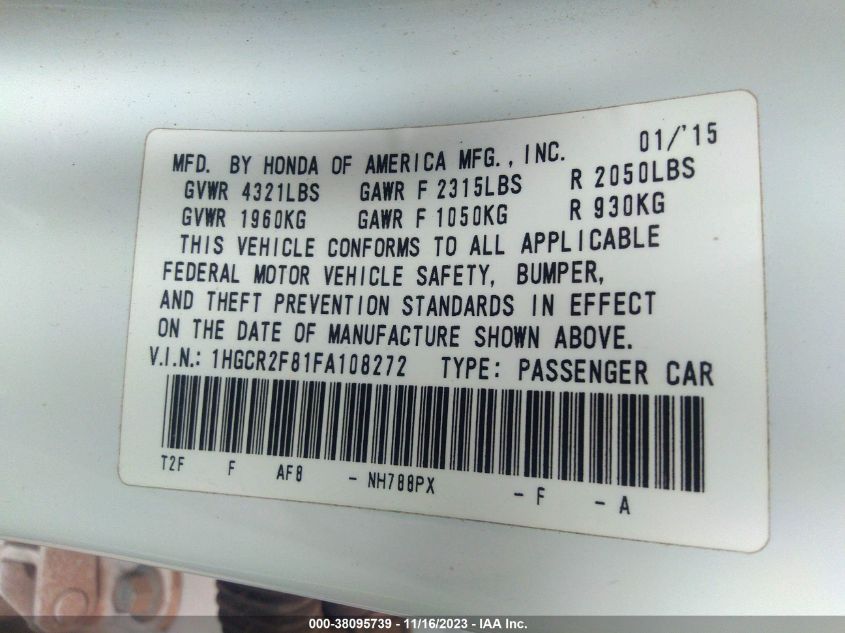 MFD. BY HONDA OF AMERICA MFG., INC. 01/'15
GVWR 4321LBS GAWR F 2315LBS R 2050LBS
GVWR 1960KG GAWR F 1050KG R 930KG
THIS VEHICLE CONFORMS TO ALL APPLICABLE
FEDERAL MOTOR VEHICLE SAFETY, BUMPER,
AND THEFT PREVENTION STANDARDS IN EFFECT
ON THE DATE OF MANUFACTURE SHOWN ABOVE.
V.I.N.: 1HGCR2F81FA108272 TYPE: PASSENGER CAR
T2F F AF8 - NH788PX - F - A
000-38095739 - 11/16/2023 - IAA Inc.